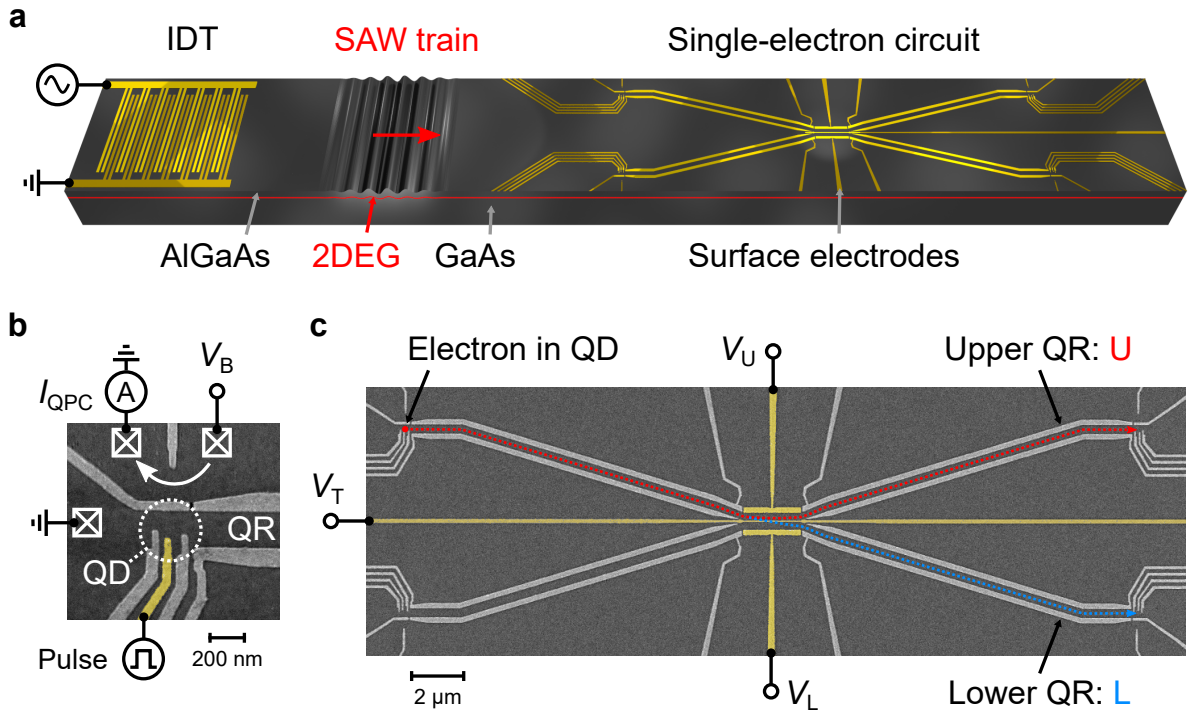 a
IDT
SAW train
Single-electron circuit
AlGaAs
2DEG
GaAs
Surface electrodes
b
V_B
I_QPC
A
QR
QD
Pulse
200 nm
c
Electron in QD
V_U
Upper QR: U
V_T
2 μm
V_L
Lower QR: L